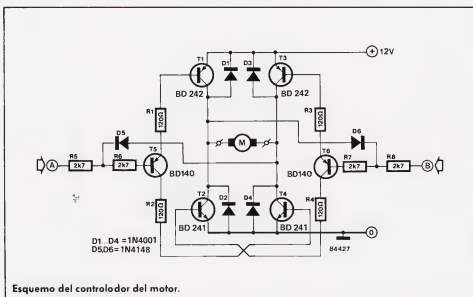 T1
T3
+ 12V
D1
D3
BD 242
BD 242
R1
120Ω
R3
120Ω
M
D5
D6
A
R5
2k7
R6
2k7
T5
BD140
T6
BD140
R7
2k7
R8
2k7
B
R2
120Ω
T2
D2
D4
T4
R4
120Ω
BD 241
BD 241
D1...D4 =1N4001
D5,D6=1N4148
0
84427
Esquema del controlodor del motor.